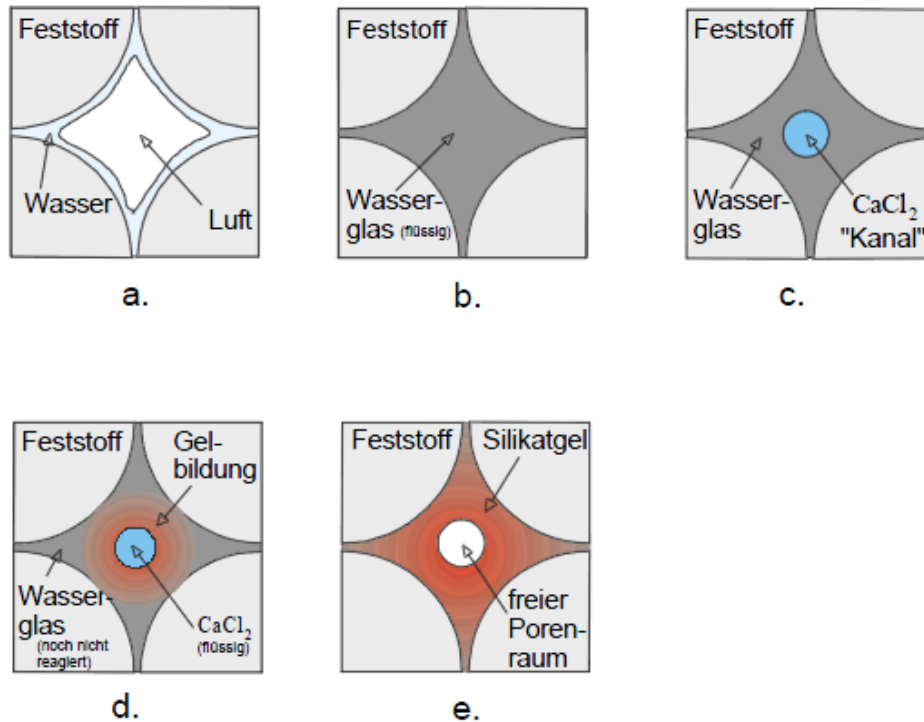 Feststoff
Wasser
Luft
a.
Feststoff
Wasser-
glas (flüssig)
b.
Feststoff
Wasser-
glas
CaCl₂
"Kanal"
c.
Feststoff
Gel-
bildung
Wasser-
glas
(noch nicht
reagiert)
CaCl₂
(flüssig)
d.
Feststoff
Silikatgel
freier
Poren-
raum
e.